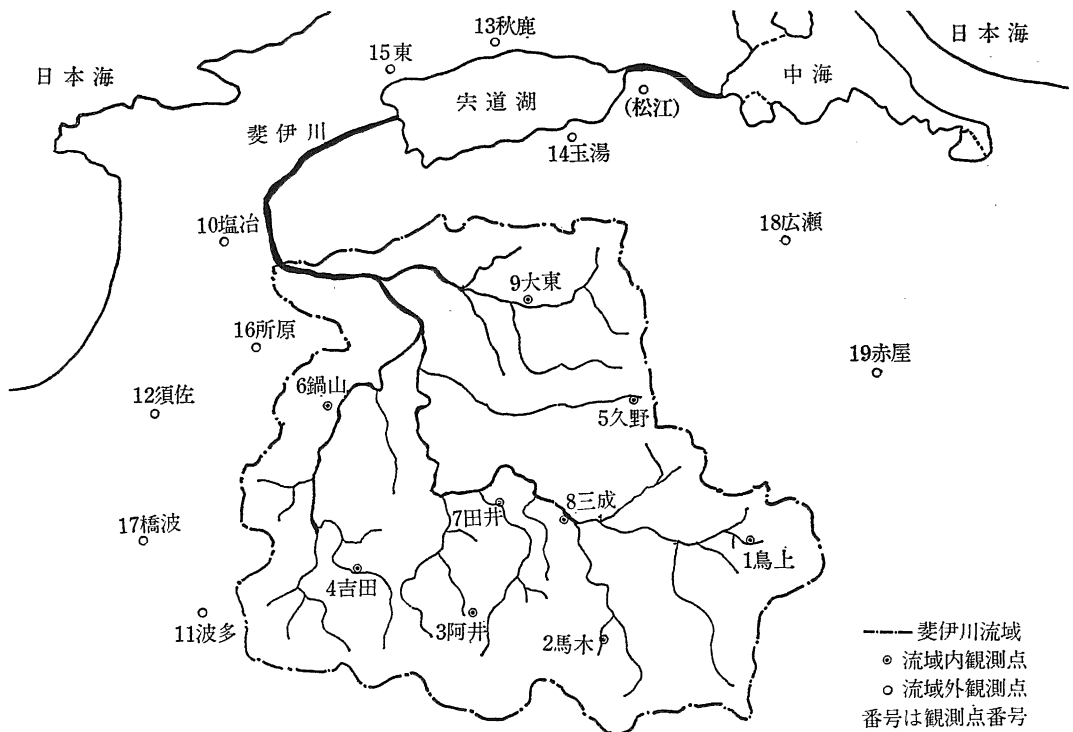 13秋鹿
日本海
15東
日本海
中海
宍道湖
(松江)
斐伊川
14玉湯
10塩冶
18広瀬
9大東
16所原
19赤屋
6鍋山
12須佐
5久野
8三成
7田井
17橋波
1鳥上
4吉田
11波多
3阿井
2馬木
斐伊川流域
流域内観測点
流域外観測点
番号は観測点番号